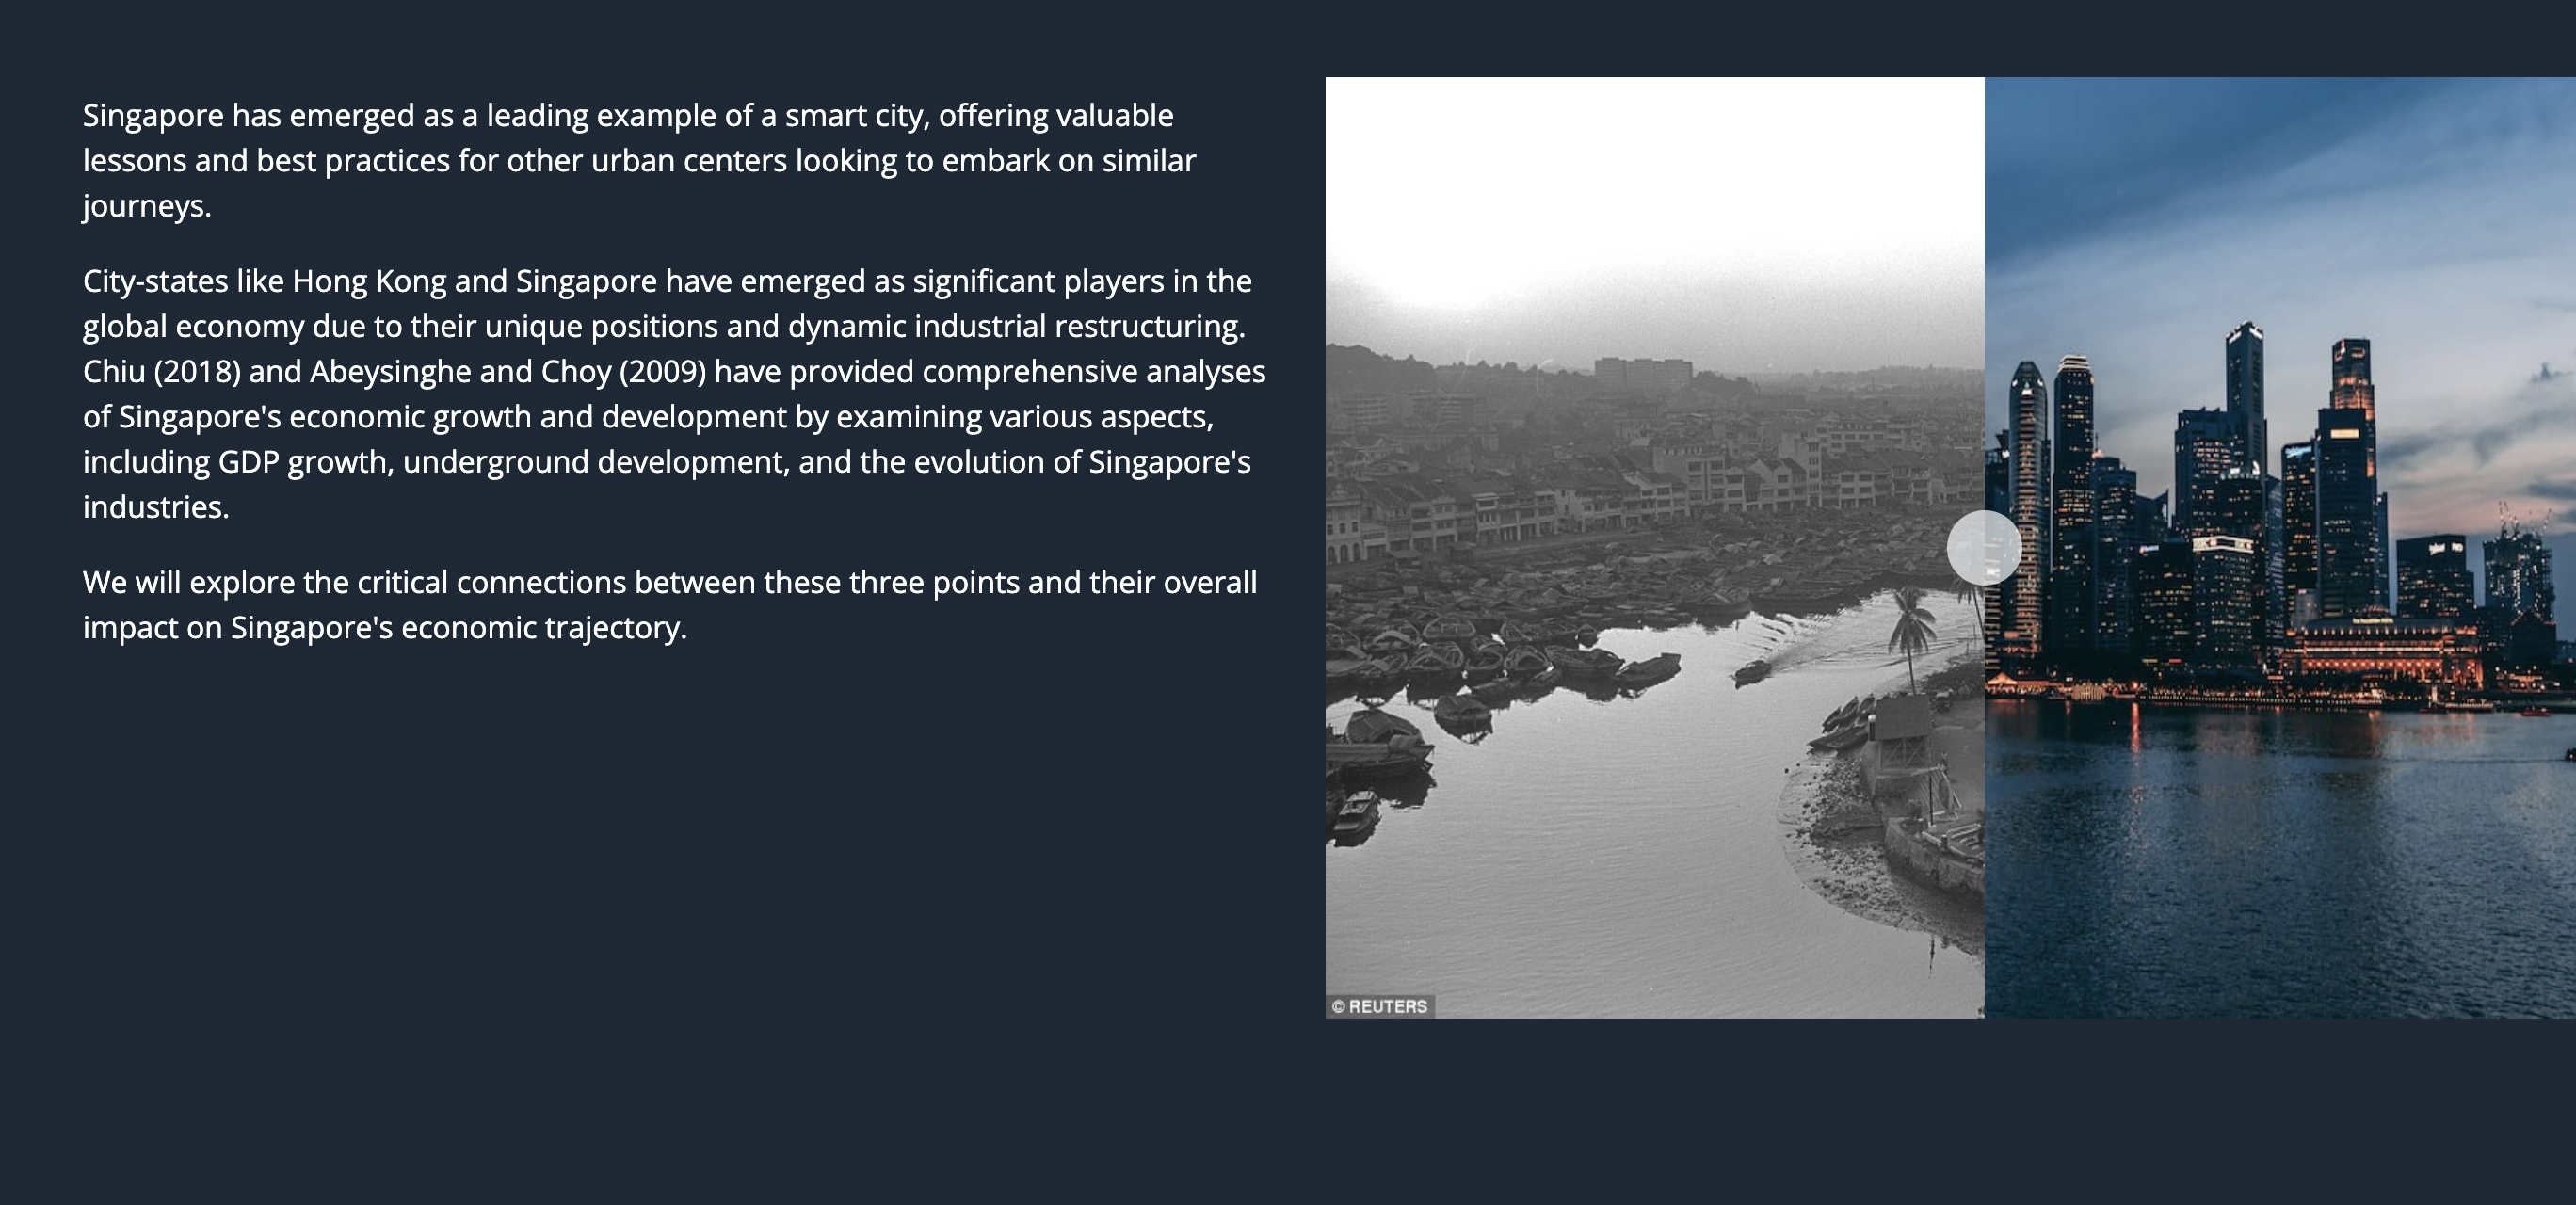 Singapore has emerged as a leading example of a smart city, offering valuable
lessons and best practices for other urban centers looking to embark on similar
journeys.
City-states like Hong Kong and Singapore have emerged as significant players in the
global economy due to their unique positions and dynamic industrial restructuring.
Chiu (2018) and Abeysinghe and Choy (2009) have provided comprehensive analyses
of Singapore's economic growth and development by examining various aspects,
including GDP growth, underground development, and the evolution of Singapore's
industries.
We will explore the critical connections between these three points and their overall
impact on Singapore's economic trajectory.
© REUTERS